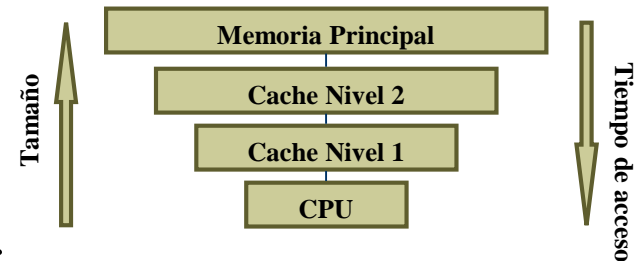 Memoria Principal
Cache Nivel 2
Cache Nivel 1
CPU
Tamaño
Tiempo de acceso